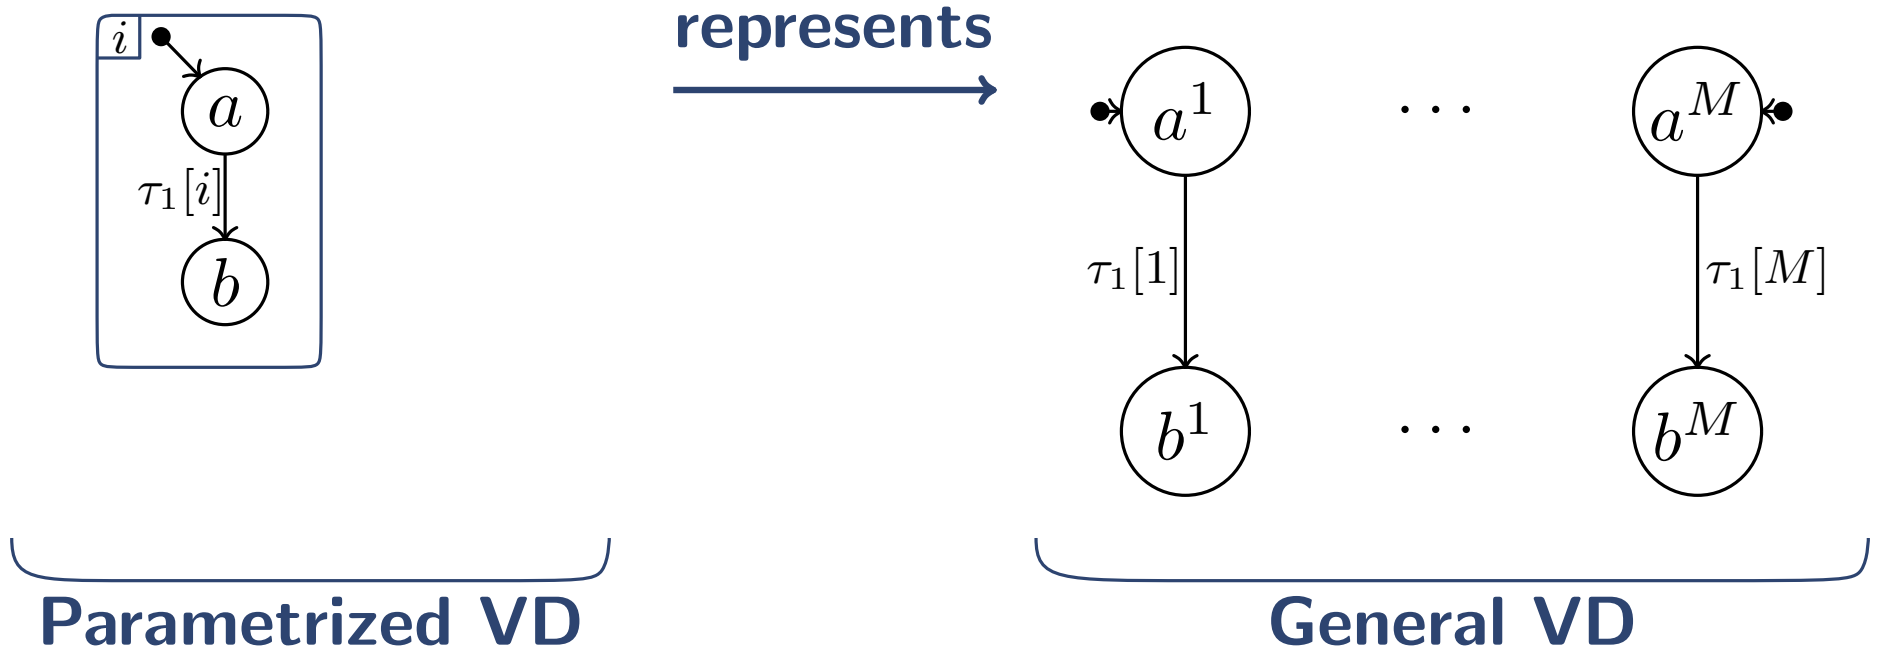 represents
i
a
τ₁[i]
b
a¹ ··· aᴹ
τ₁[1] τ₁[M]
b¹ ··· bᴹ
Parametrized VD
General VD